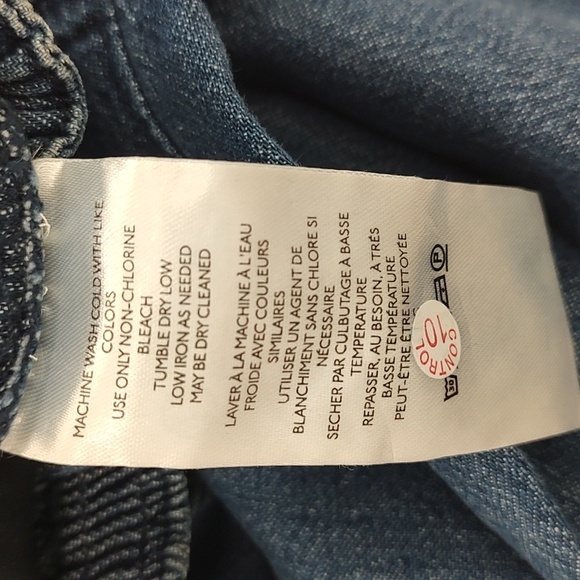 MACHINE WASH COLD WITH LIKE
COLORS
USE ONLY NON-CHLORINE
BLEACH
TUMBLE DRY LOW
LOW IRON AS NEEDED
MAY BE DRY CLEANED
LAVER À LA MACHINE À L'EAU
FROIDE AVEC COULEURS
SIMILAIRES
UTILISER UN AGENT DE
BLANCHIMENT SANS CHLORE SI
NÉCESSAIRE
SECHER PAR CULBUTAGE À BASSE
TEMPERATURE
REPASSER, AU BESOIN, À TRÈS
BASSE TEMPÉRATURE
PEUT-ÊTRE ÊTRE NETTOYÉE
30
CONTROL
10
P